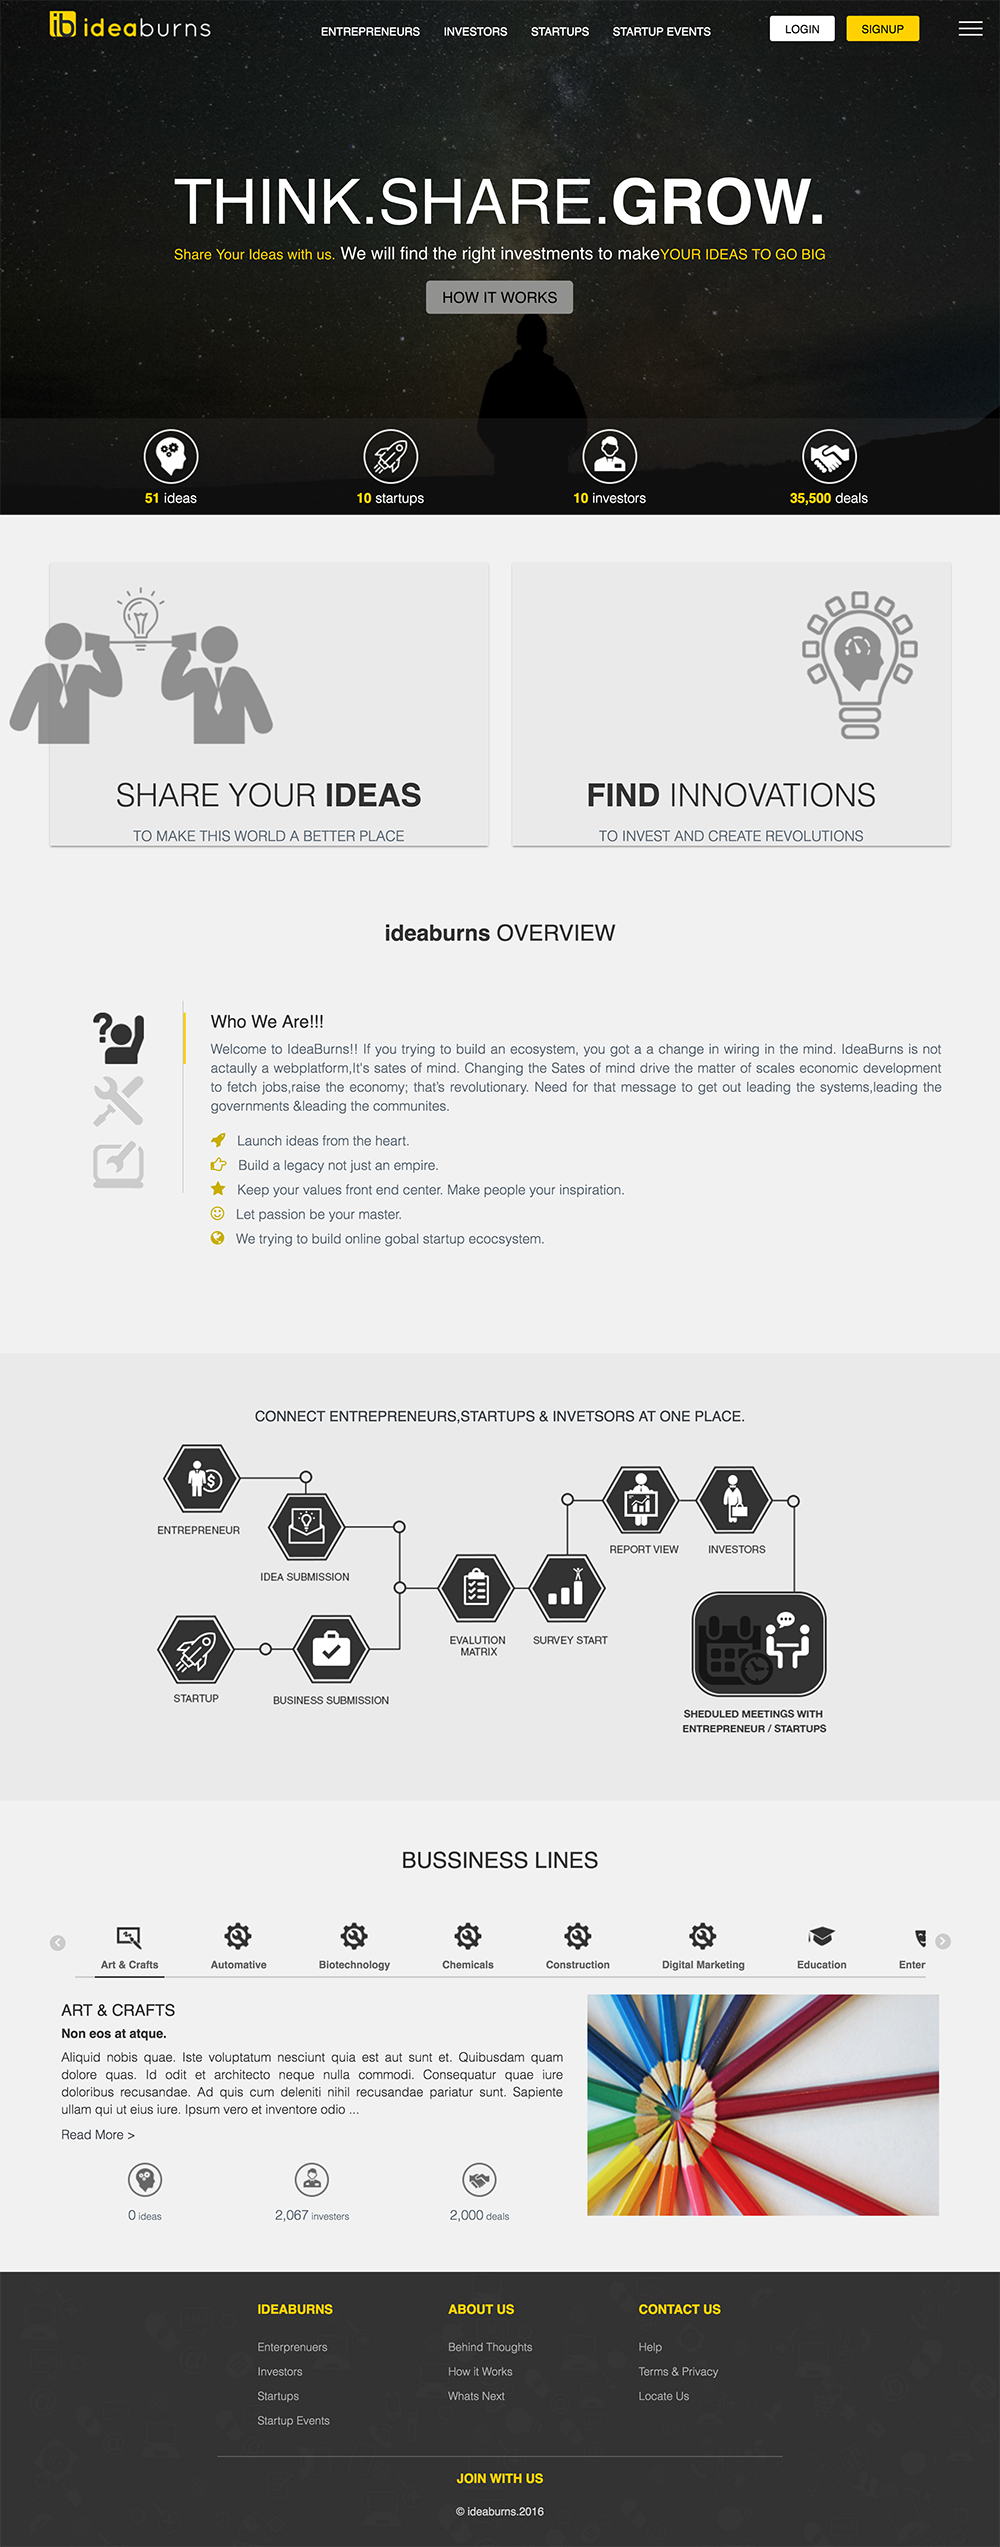 ib ideaburns
ENTREPRENEURS INVESTORS STARTUPS STARTUP EVENTS LOGIN SIGNUP
THINK.SHARE.GROW.
Share Your Ideas with us. We will find the right investments to makeYOUR IDEAS TO GO BIG
HOW IT WORKS
51 ideas
10 startups
10 investors
35,500 deals
SHARE YOUR IDEAS
TO MAKE THIS WORLD A BETTER PLACE
FIND INNOVATIONS
TO INVEST AND CREATE REVOLUTIONS
ideaburns OVERVIEW
Who We Are!!!
Welcome to IdeaBurns!! If you trying to build an ecosystem, you got a a change in wiring in the mind. IdeaBurns is not
actaully a webplatform,It's sates of mind. Changing the Sates of mind drive the matter of scales economic development
to fetch jobs,raise the economy; that's revolutionary. Need for that message to get out leading the systems,leading the
governments &leading the communites.
Launch ideas from the heart.
Build a legacy not just an empire.
Keep your values front end center. Make people your inspiration.
Let passion be your master.
We trying to build online gobal startup ecocsystem.
CONNECT ENTREPRENEURS,STARTUPS & INVETSORS AT ONE PLACE.
ENTREPRENEUR
IDEA SUBMISSION
STARTUP
BUSINESS SUBMISSION
EVALUTION
MATRIX
SURVEY START
REPORT VIEW
INVESTORS
SHEDULED MEETINGS WITH
ENTREPRENEUR / STARTUPS
BUSSINESS LINES
Art & Crafts Automative Biotechnology Chemicals Construction Digital Marketing Education Enter
ART & CRAFTS
Non eos at atque.
Aliquid nobis quae. Iste voluptatum nesciunt quia est aut sunt et. Quibusdam quam
dolore quas. Id odit et architecto neque nulla commodi. Consequatur quae iure
doloribus recusandae. Ad quis cum deleniti nihil recusandae pariatur sunt. Sapiente
ullam qui ut eius iure. Ipsum vero et inventore odio ...
Read More >
0 ideas
2,067 investers
2,000 deals
IDEABURNS
Enterprenuers
Investors
Startups
Startup Events
ABOUT US
Behind Thoughts
How it Works
Whats Next
CONTACT US
Help
Terms & Privacy
Locate Us
JOIN WITH US
© ideaburns.2016